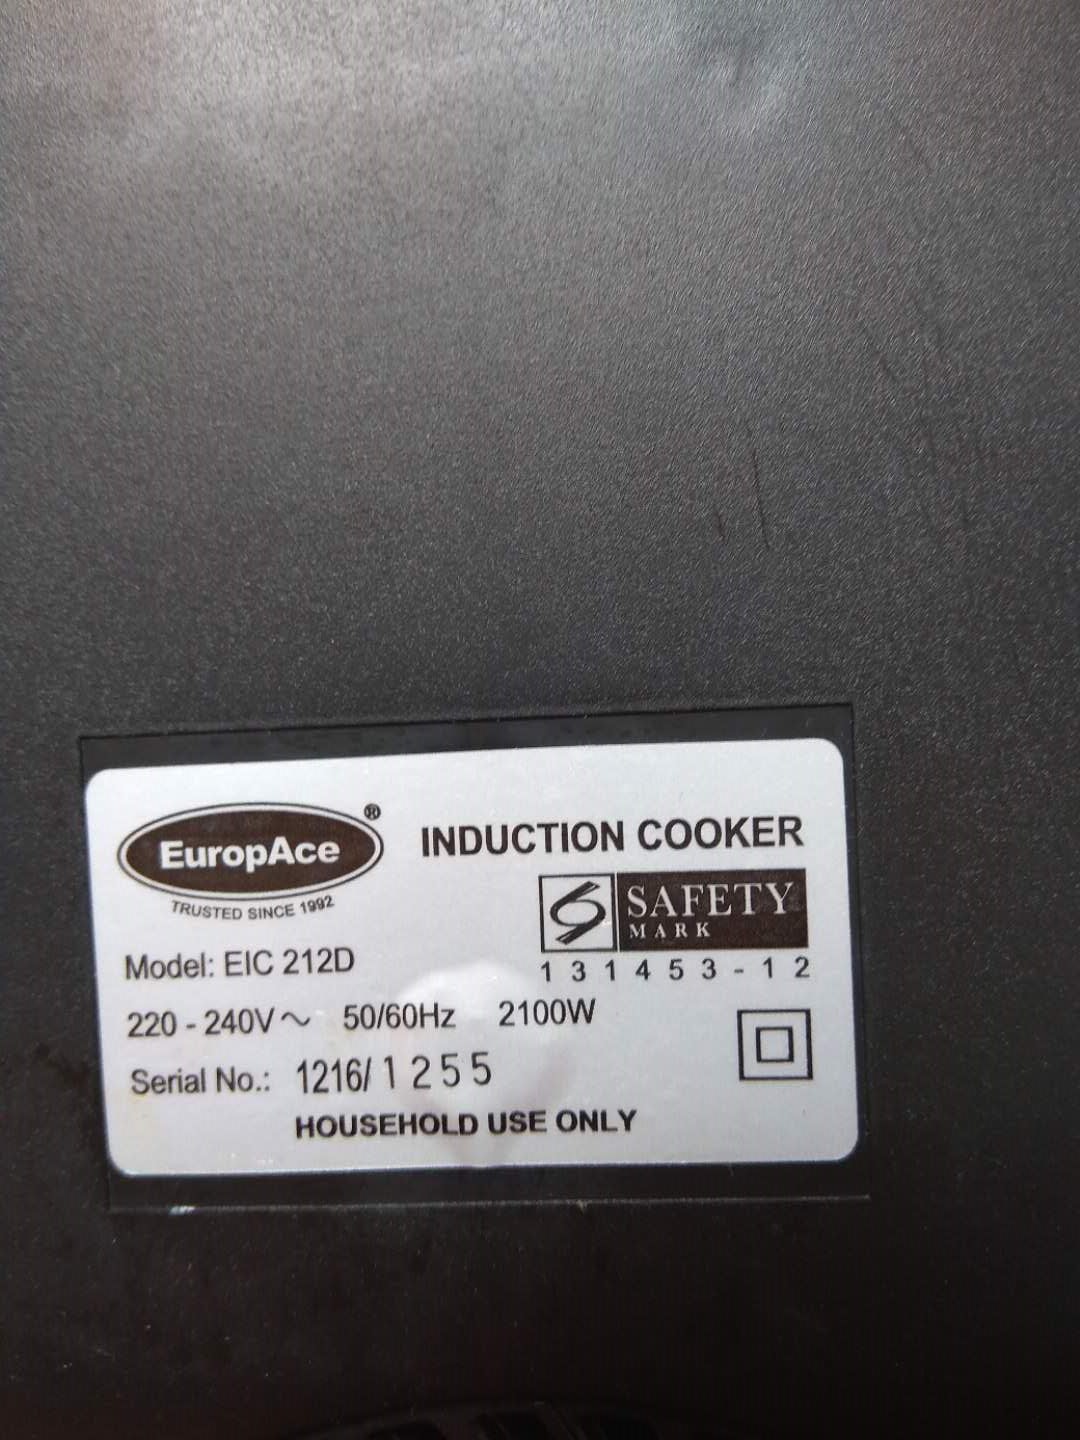 EuropAce®
TRUSTED SINCE 1992
INDUCTION COOKER
SAFETY
MARK
131453-12
Model: EIC 212D
220 - 240V~ 50/60Hz 2100W
Serial No.: 1216/1255
HOUSEHOLD USE ONLY